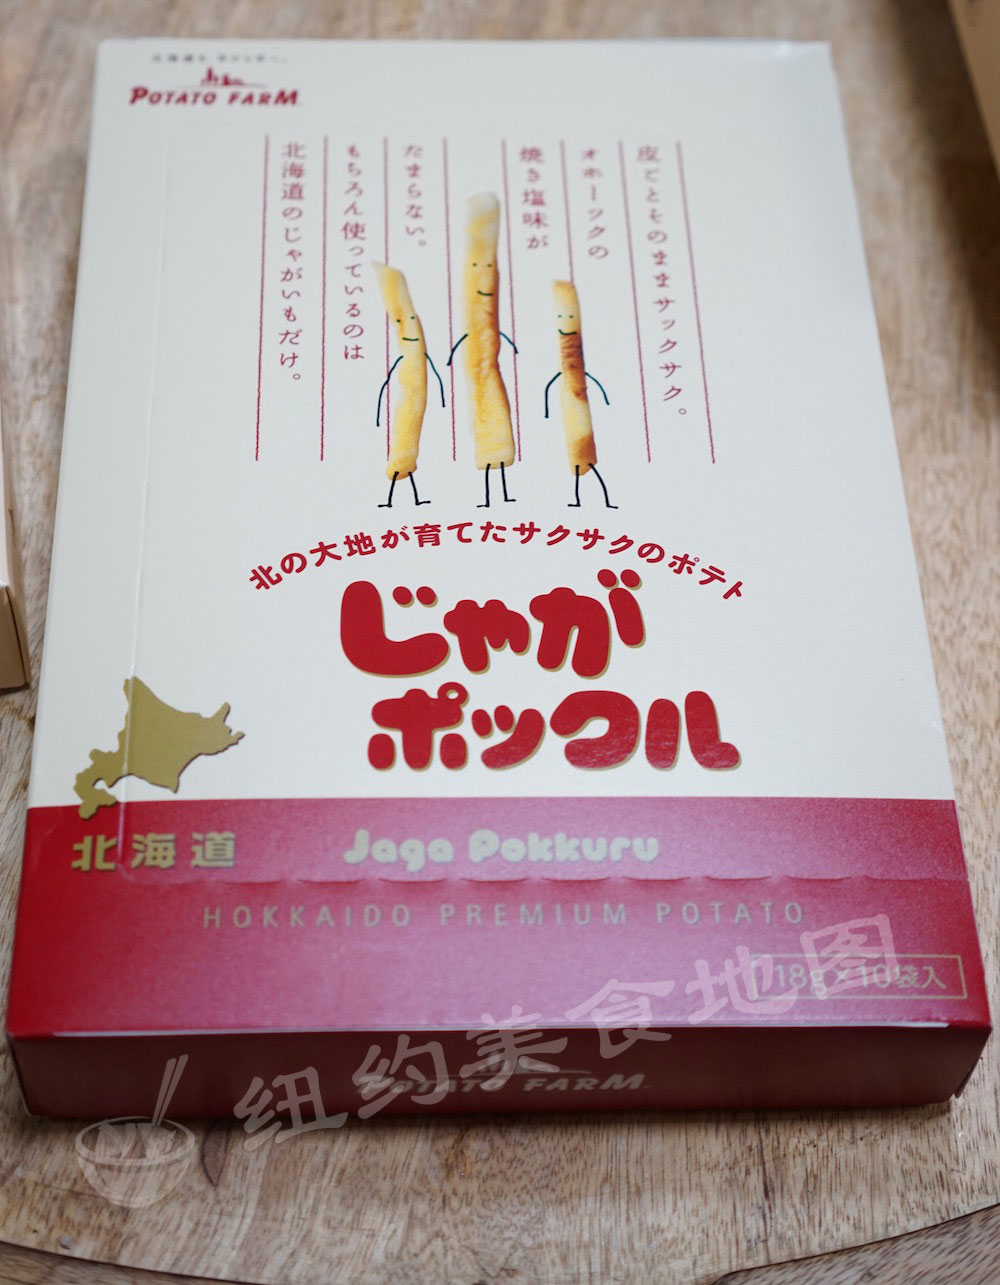 POTATO FARM
皮ごとそのままサックサク。
オホーツクの
焼き塩味が
たまらない。
もちろん使っているのは
北海道のじゃがいもだけ。
北の大地が育てたサクサクのポテト
じゃが
ポックル
北海道
Jaga Pokkuru
HOKKAIDO PREMIUM POTATO
18g×10袋入
POTATO FARM
纽约美食地图